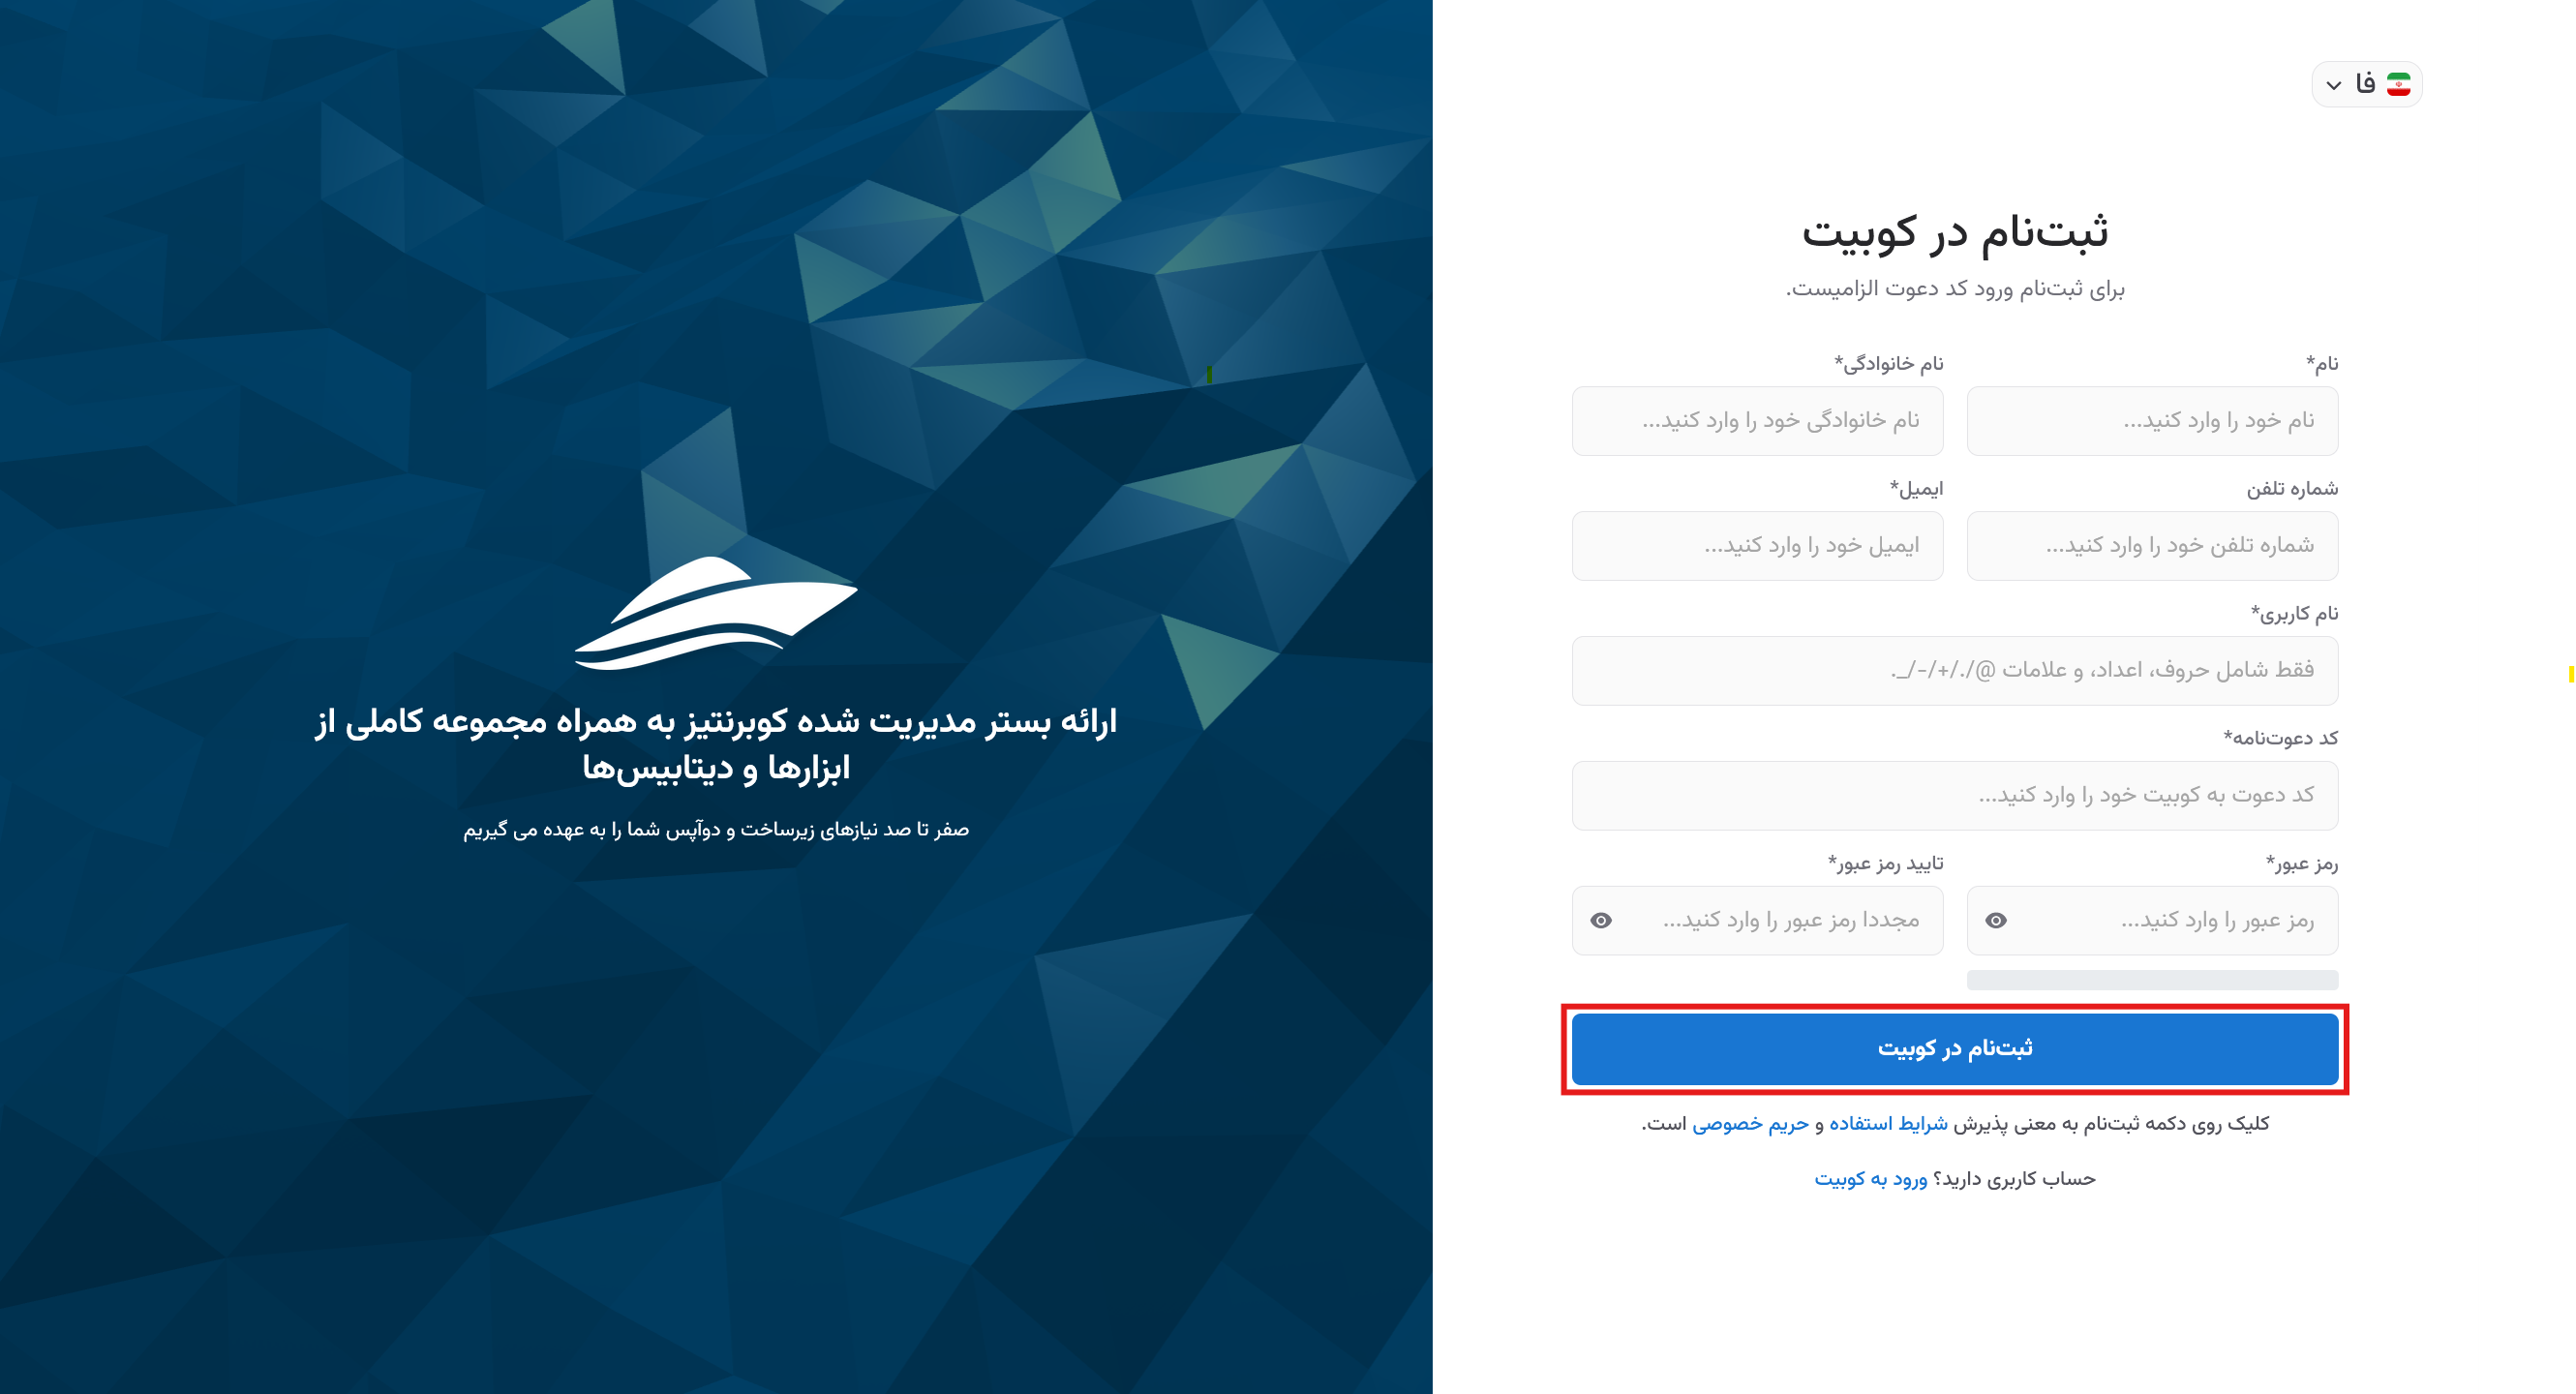 فا
ثبت‌نام در کوبیت
برای ثبت‌نام ورود کد دعوت الزامیست.
نام*
نام خود را وارد کنید...
نام خانوادگی*
نام خانوادگی خود را وارد کنید...
شماره تلفن
شماره تلفن خود را وارد کنید...
ایمیل*
ایمیل خود را وارد کنید...
نام کاربری*
فقط شامل حروف، اعداد، و علامات @/./+/-/_.
کد دعوت‌نامه*
کد دعوت به کوبیت خود را وارد کنید...
رمز عبور*
رمز عبور را وارد کنید...
تایید رمز عبور*
مجددا رمز عبور را وارد کنید...
ثبت‌نام در کوبیت
کلیک روی دکمه ثبت‌نام به معنی پذیرش شرایط استفاده و حریم خصوصی است.
حساب کاربری دارید؟ ورود به کوبیت
ارائه بستر مدیریت شده کوبرنتیز به همراه مجموعه کاملی از
ابزارها و دیتابیس‌ها
صفر تا صد نیازهای زیرساخت و دوآپس شما را به عهده می گیریم